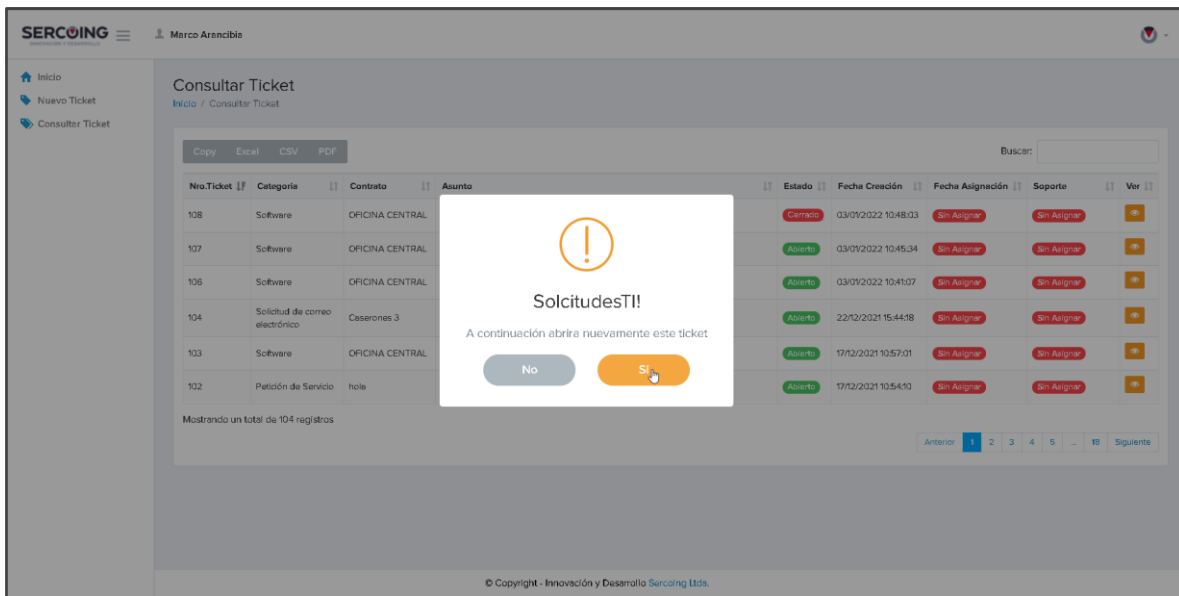 SERCOING
INNOVACIÓN Y DESARROLLO
Marco Arancibia
Inicio
Nuevo Ticket
Consultar Ticket
Consultar Ticket
Inicio / Consultar Ticket
Copy Excel CSV PDF
Buscar:
Nro.Ticket Categoria Contrato Asunto Estado Fecha Creación Fecha Asignación Soporte Ver
108 Software OFICINA CENTRAL Cerrado 03/01/2022 10:48:03 Sin Asignar Sin Asignar
107 Software OFICINA CENTRAL Abierto 03/01/2022 10:45:34 Sin Asignar Sin Asignar
106 Software OFICINA CENTRAL Abierto 03/01/2022 10:41:07 Sin Asignar Sin Asignar
104 Solicitud de correo electrónico Caserones 3 Abierto 22/12/2021 15:44:18 Sin Asignar Sin Asignar
103 Software OFICINA CENTRAL Abierto 17/12/2021 10:57:01 Sin Asignar Sin Asignar
102 Petición de Servicio hola Abierto 17/12/2021 10:54:10 Sin Asignar Sin Asignar
SolcitudesTI!
A continuación abrira nuevamente este ticket
No Si
Mostrando un total de 104 registros
Anterior 1 2 3 4 5 ... 18 Siguiente
© Copyright - Innovación y Desarrollo Sercoing Ltda.